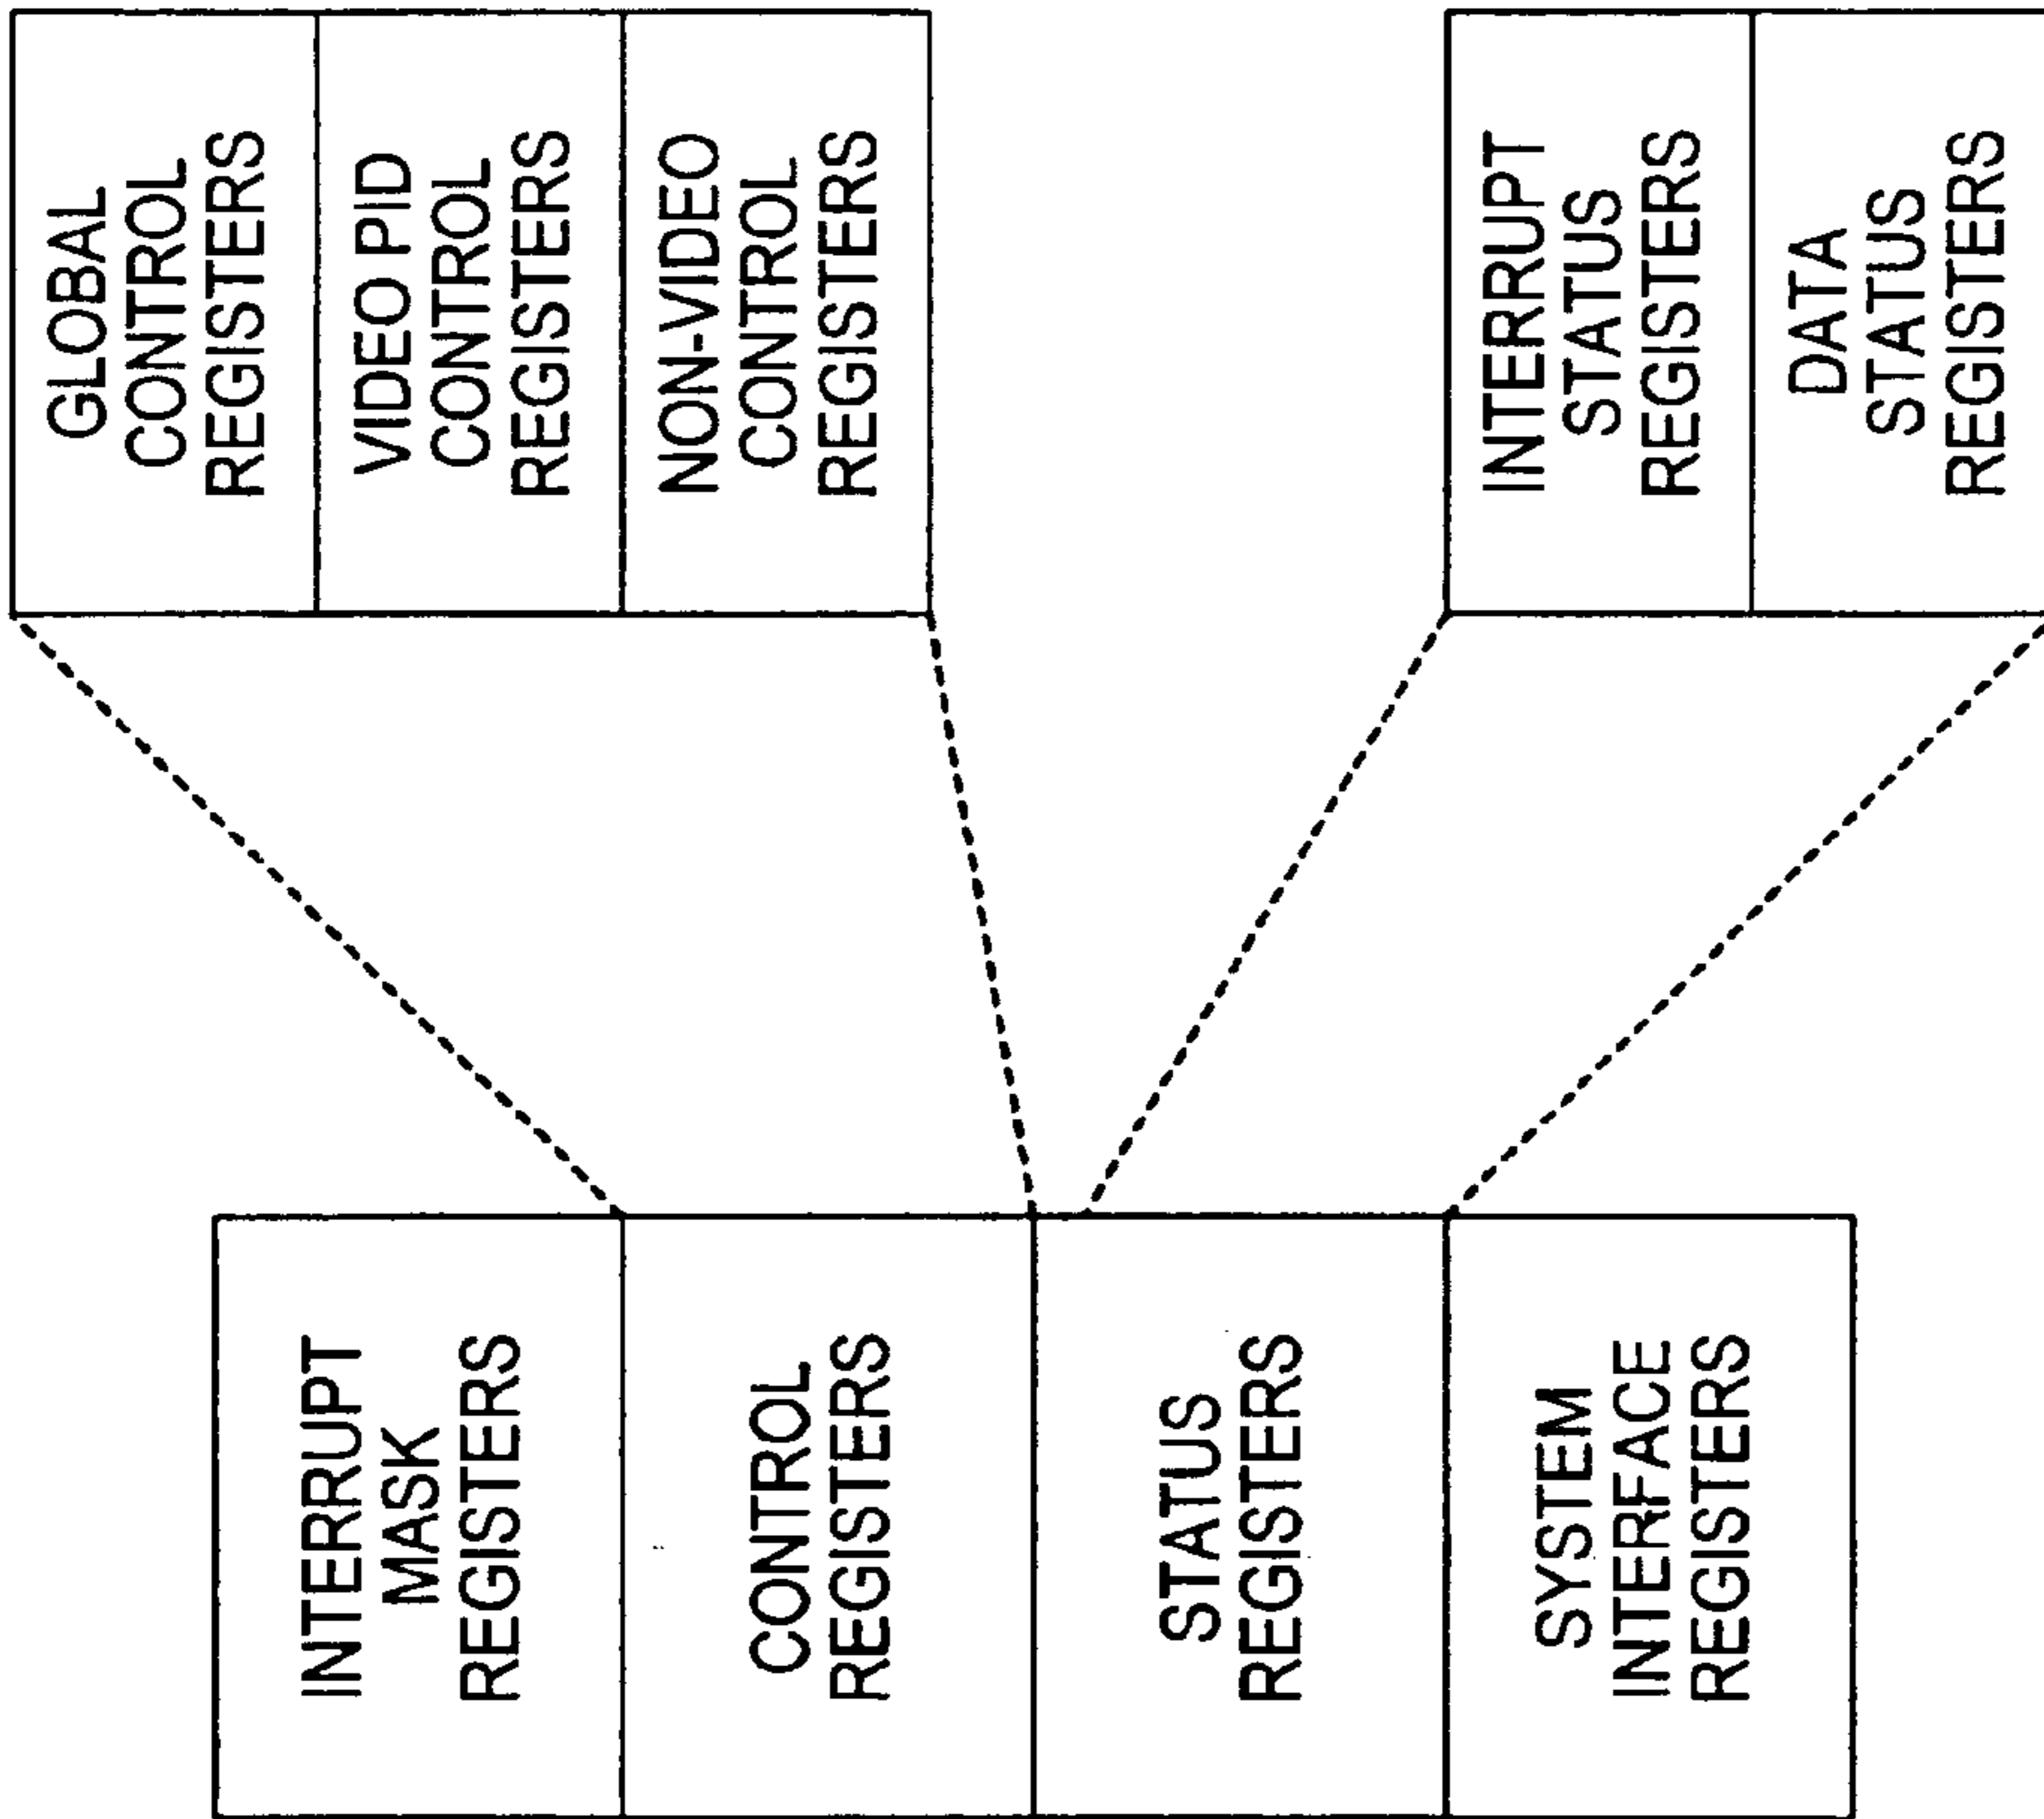 INTERRUPT
MASK
REGISTERS
CONTROL
REGISTERS
STATUS
REGISTERS
SYSTEM
INTERFACE
REGISTERS
GLOBAL
CONTROL
REGISTERS
VIDEO PID
CONTROL
REGISTERS
NON-VIDEO
CONTROL
REGISTERS
INTERRUPT
STATUS
REGISTERS
DATA
STATUS
REGISTERS